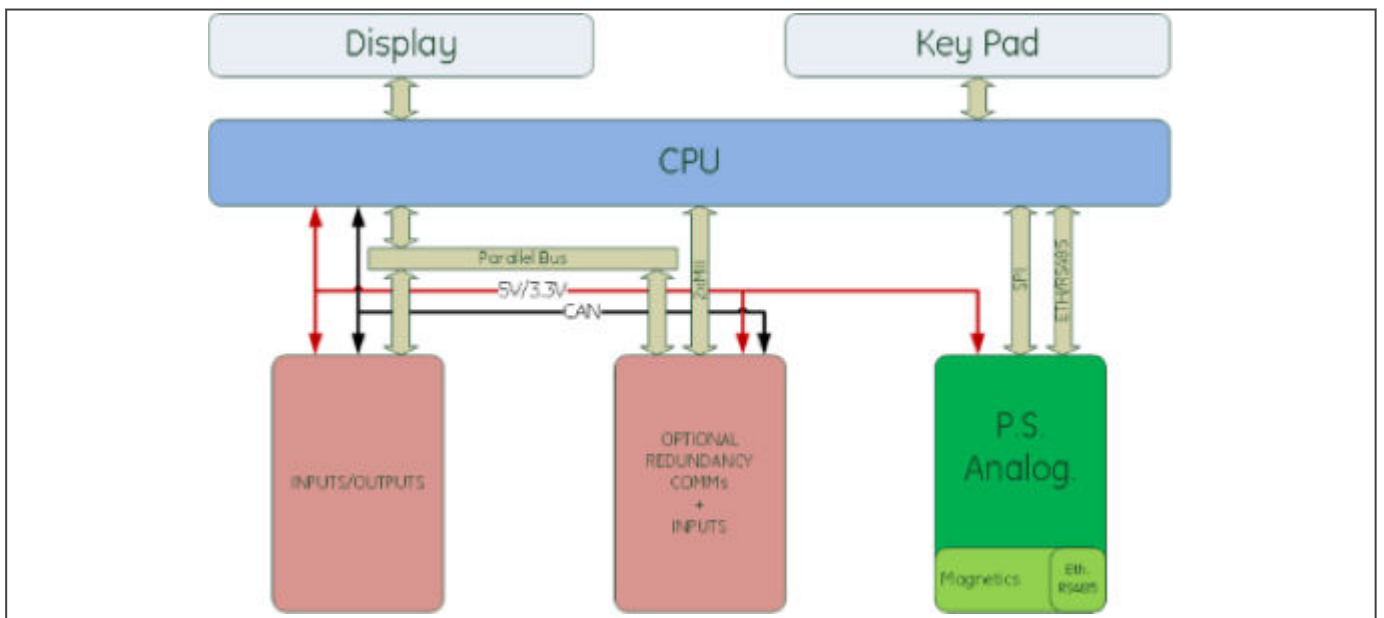 Display
Key Pad
CPU
Parallel Bus
5V/3.3V
CAN
2xMII
SPI
ETH/RS485
INPUTS/OUTPUTS
OPTIONAL
REDUNDANCY
COMMs
+
INPUTS
P.S.
Analog.
Magnetics
Eth.
RS485